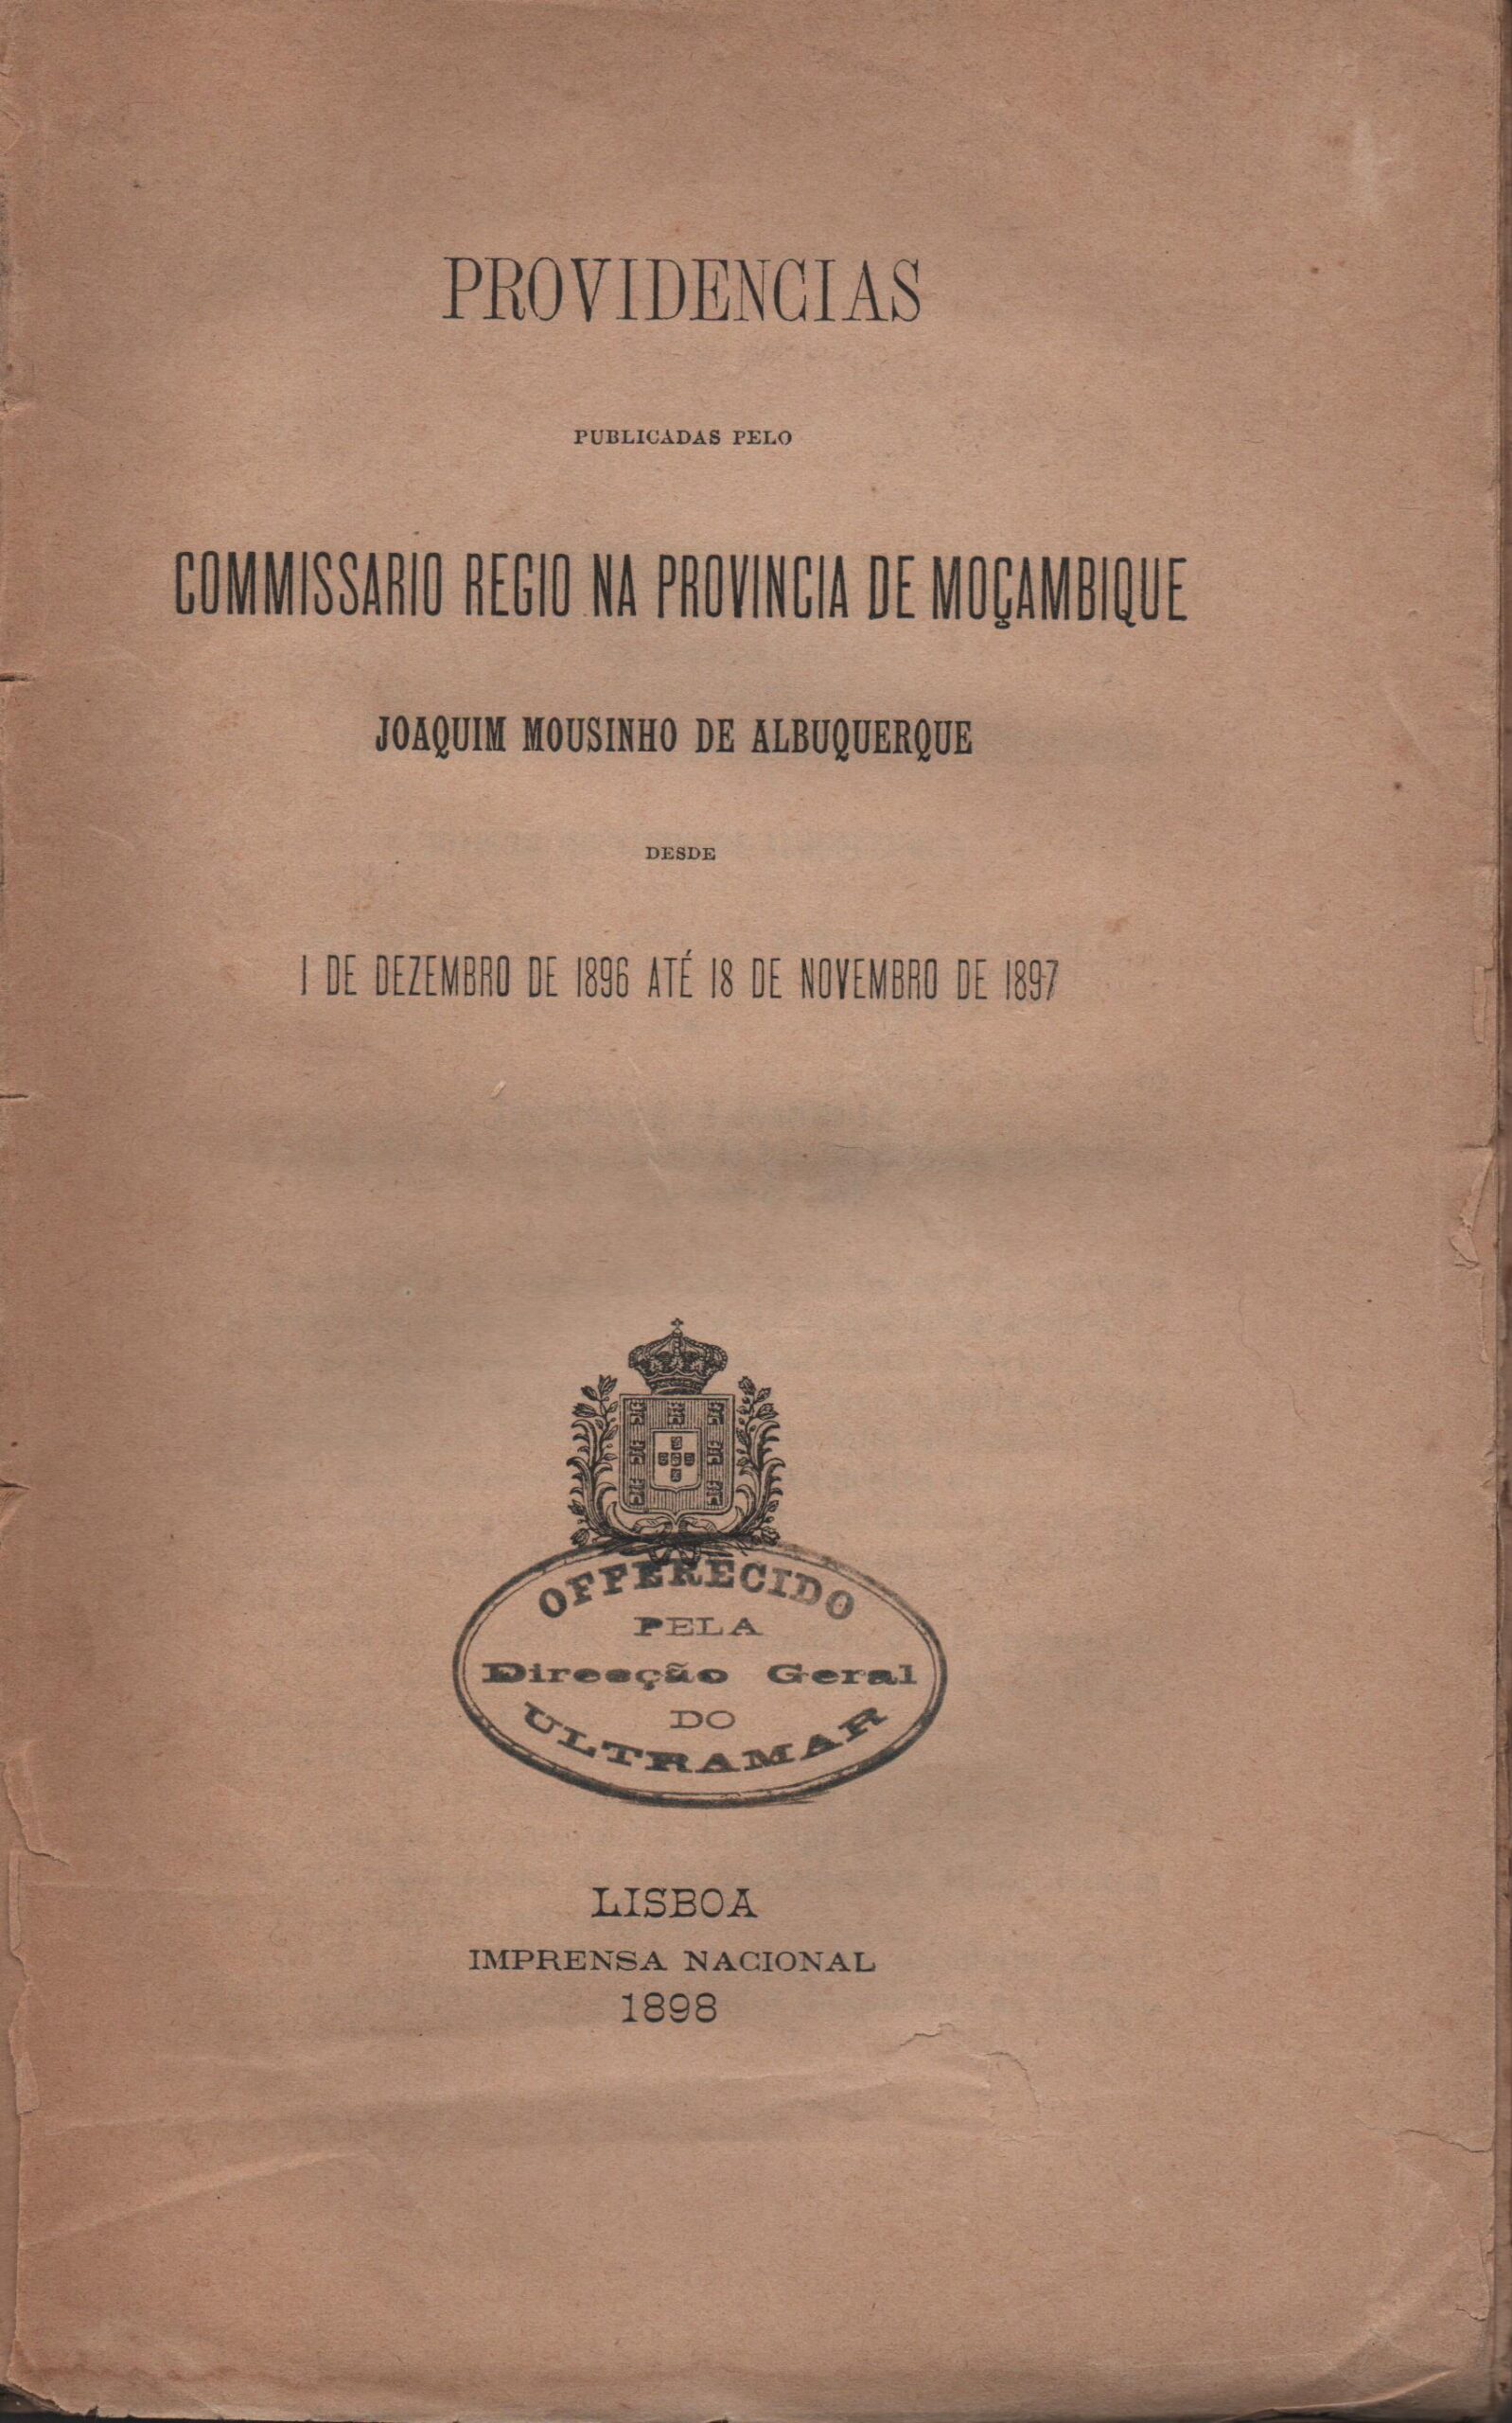 PROVIDENCIAS
PUBLICADAS PELO
COMMISSARIO REGIO NA PROVINCIA DE MOÇAMBIQUE
JOAQUIM MOUSINHO DE ALBUQUERQUE
DESDE
1 DE DEZEMBRO DE 1896 ATÉ 18 DE NOVEMBRO DE 1897
OFFERECIDO
PELA
Direcção Geral
DO
ULTRAMAR
LISBOA
IMPRENSA NACIONAL
1898